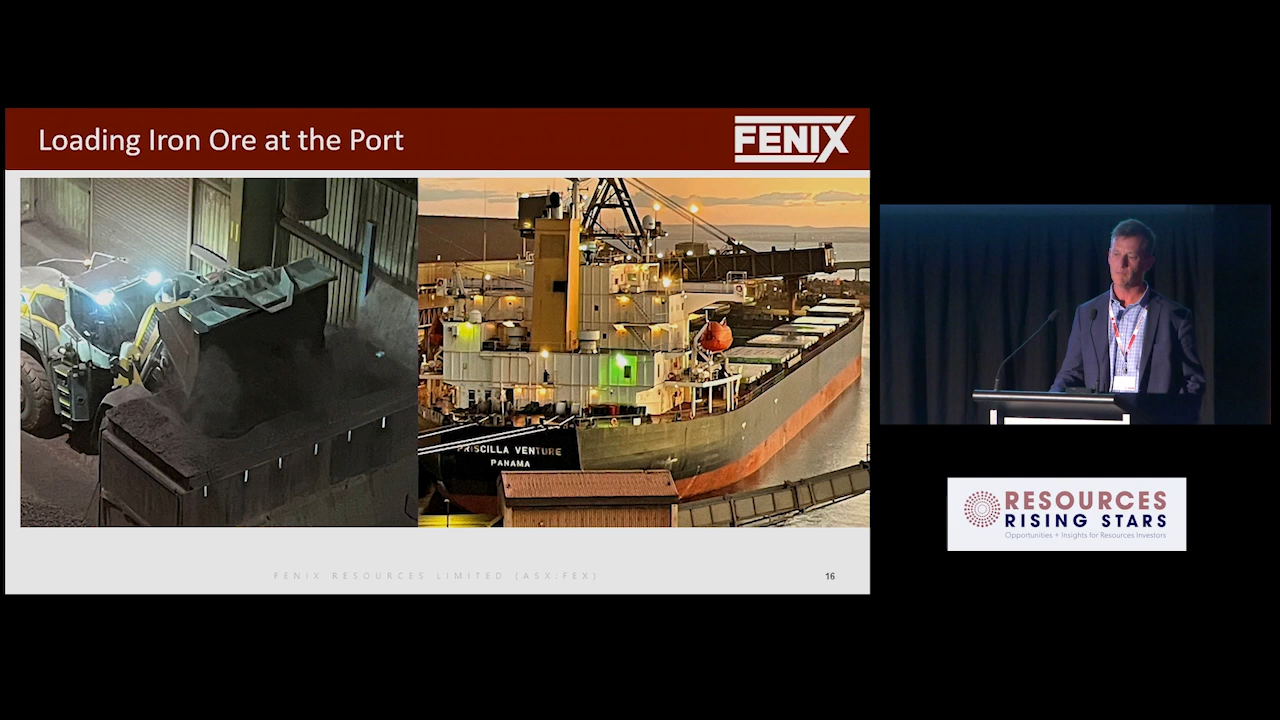 Loading Iron Ore at the Port
FENIX
PRISCILLA VENTURE
PANAMA
FENIX RESOURCES LIMITED (ASX:FEX)
16
RESOURCES
RISING STARS
Opportunities + Insights for Resources Investors